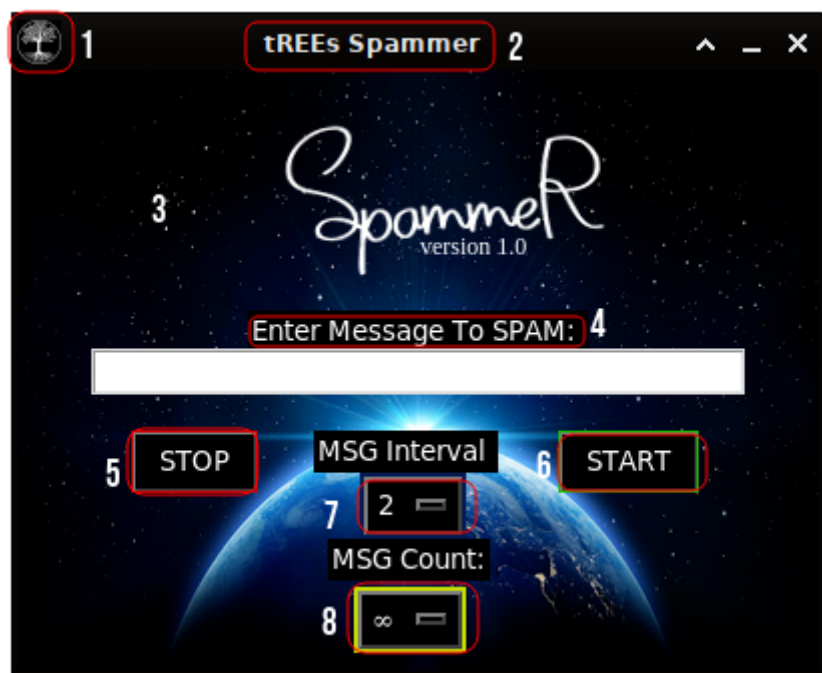 1
tREEs Spammer 2
3
SpammeR
version 1.0
Enter Message To SPAM: 4
5 STOP
MSG Interval
6 START
7 2
MSG Count:
8 ∞